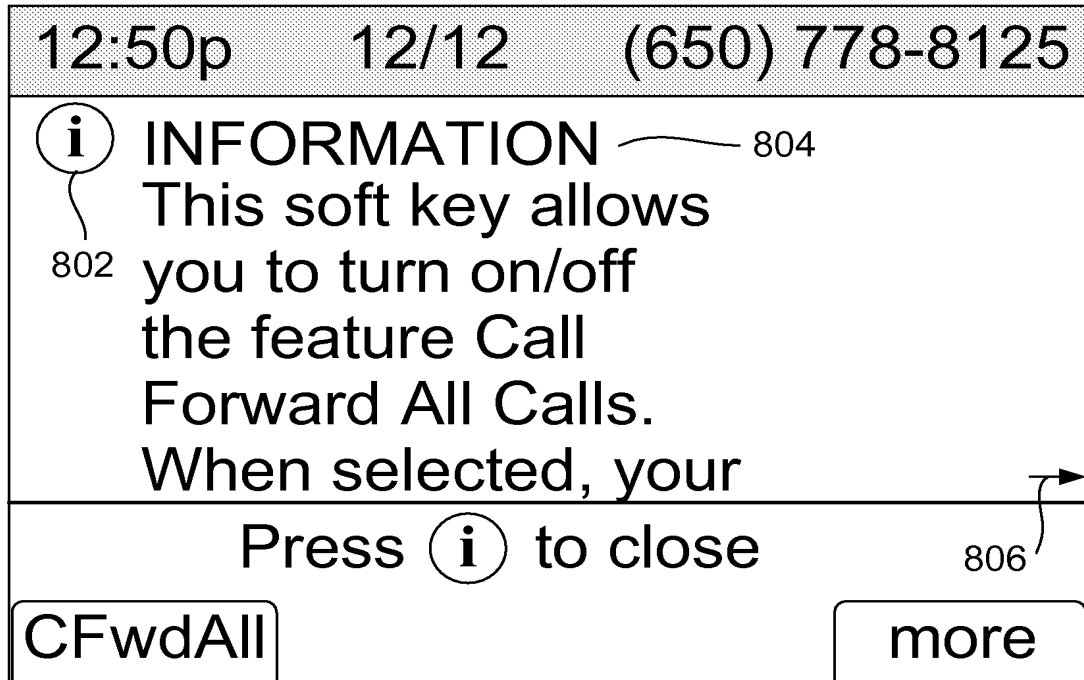 12:50p 12/12 (650) 778-8125
i INFORMATION 804
This soft key allows
802 you to turn on/off
the feature Call
Forward All Calls.
When selected, your
Press i to close 806
CFwdAll more